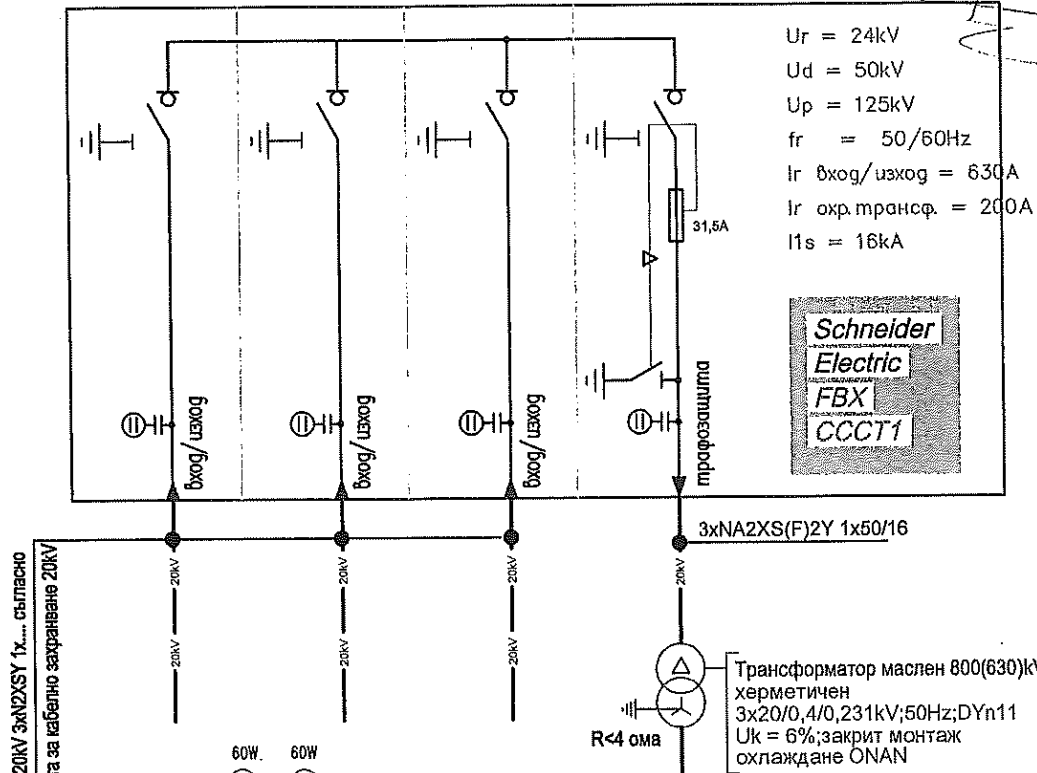 Ur = 24kV
Ud = 50kV
Up = 125kV
fr = 50/60Hz
Ir вход/изход = 630A
Ir охр.трансф. = 200A
I1s = 16kA
31,5A
Schneider
Electric
FBX
CCCT1
вход/изход
вход/изход
вход/изход
трафозащита
3xNA2XS(F)2Y 1x50/16
20kV
20kV
20kV
20kV
20kV
20kV
20kV
20kV 3xN2XSY 1x.... съгласно
та за кабелно захранване 20kV
Трансформатор маслен 800(630)kV
херметичен
3x20/0,4/0,231kV;50Hz;DYn11
Uk = 6%;закрит монтаж
охлаждане ONAN
R<4 ома
60W.
60W